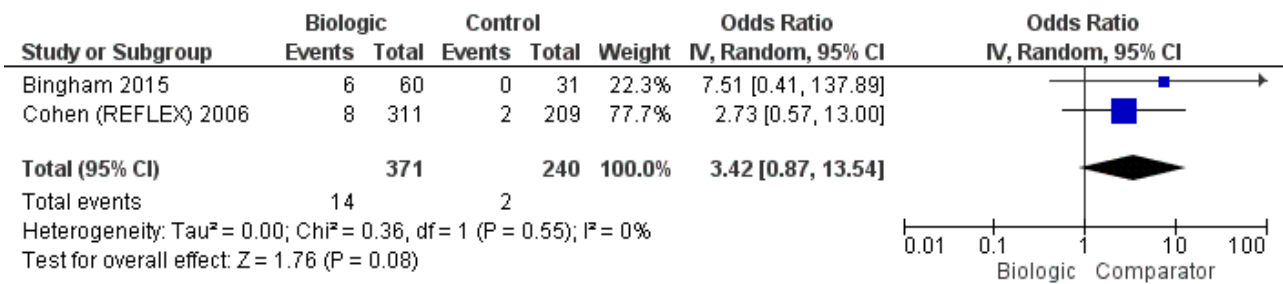 Biologic Control Odds Ratio Odds Ratio
Study or Subgroup Events Total Events Total Weight IV, Random, 95% CI IV, Random, 95% CI
Bingham 2015 6 60 0 31 22.3% 7.51 [0.41, 137.89]
Cohen (REFLEX) 2006 8 311 2 209 77.7% 2.73 [0.57, 13.00]
Total (95% CI) 371 240 100.0% 3.42 [0.87, 13.54]
Total events 14 2
Heterogeneity: Tau² = 0.00; Chi² = 0.36, df = 1 (P = 0.55); I² = 0%
Test for overall effect: Z = 1.76 (P = 0.08)
0.01 0.1 1 10 100
Biologic Comparator